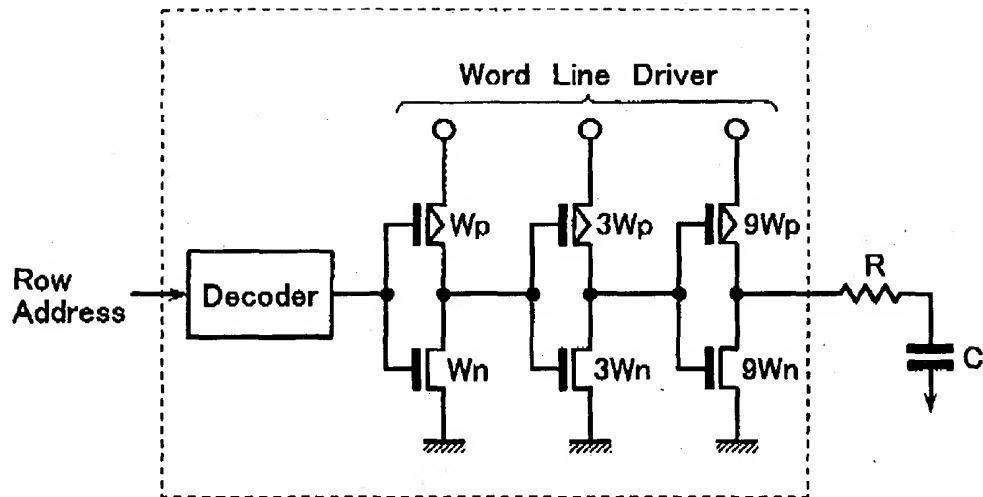 Word Line Driver
Wp
3Wp
9Wp
Row
Address
Decoder
R
Wn
3Wn
9Wn
C